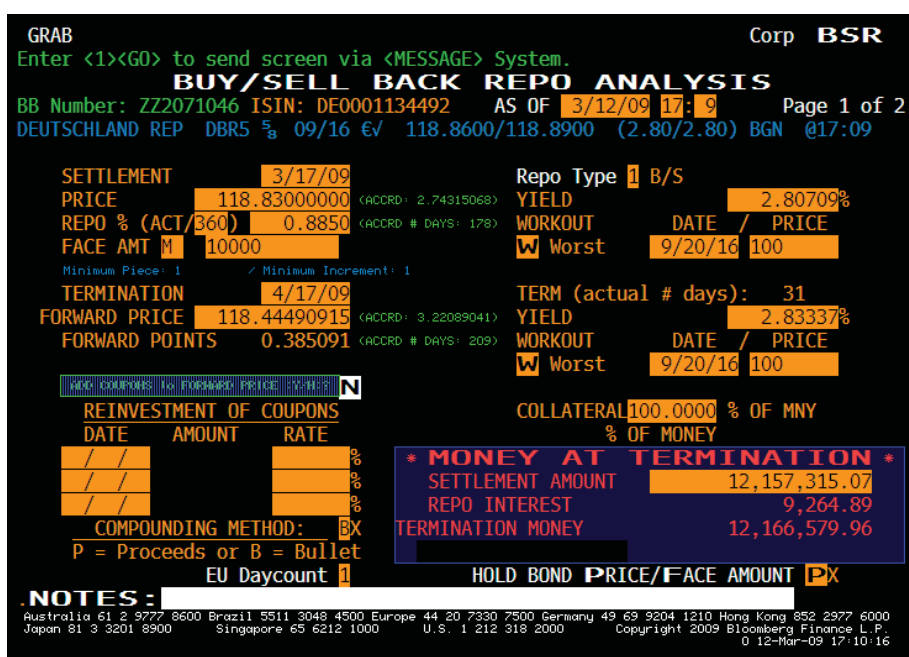 GRAB Corp BSR
Enter <1><GO> to send screen via <MESSAGE> System.
BUY/SELL BACK REPO ANALYSIS
BB Number: ZZ2071046 ISIN: DE0001134492 AS OF 3/12/09 17: 9 Page 1 of 2
DEUTSCHLAND REP DBR5 5/8 09/16 €√ 118.8600/118.8900 (2.80/2.80) BGN @17:09
SETTLEMENT 3/17/09 Repo Type 1 B/S
PRICE 118.83000000 (ACCRD: 2.74315068) YIELD 2.80709%
REPO % (ACT/360) 0.8850 (ACCRD # DAYS: 178) WORKOUT DATE / PRICE
FACE AMT M 10000 W Worst 9/20/16 100
Minimum Piece: 1 / Minimum Increment: 1
TERMINATION 4/17/09 TERM (actual # days): 31
FORWARD PRICE 118.44490915 (ACCRD: 3.22089041) YIELD 2.83337%
FORWARD POINTS 0.385091 (ACCRD # DAYS: 209) WORKOUT DATE / PRICE
W Worst 9/20/16 100
ADD COUPONS To FORWARD PRICE :Y/N:? N
REINVESTMENT OF COUPONS COLLATERAL 100.0000 % OF MNY
DATE AMOUNT RATE % OF MONEY
/ / % * MONEY AT TERMINATION *
/ / % SETTLEMENT AMOUNT 12,157,315.07
/ / % REPO INTEREST 9,264.89
COMPOUNDING METHOD: BX TERMINATION MONEY 12,166,579.96
P = Proceeds or B = Bullet
EU Daycount 1 HOLD BOND PRICE/FACE AMOUNT PX
.NOTES:
Australia 61 2 9777 8600 Brazil 5511 3048 4500 Europe 44 20 7330 7500 Germany 49 69 9204 1210 Hong Kong 852 2977 6000
Japan 81 3 3201 8900 Singapore 65 6212 1000 U.S. 1 212 318 2000 Copyright 2009 Bloomberg Finance L.P.
0 12-Mar-09 17:10:16